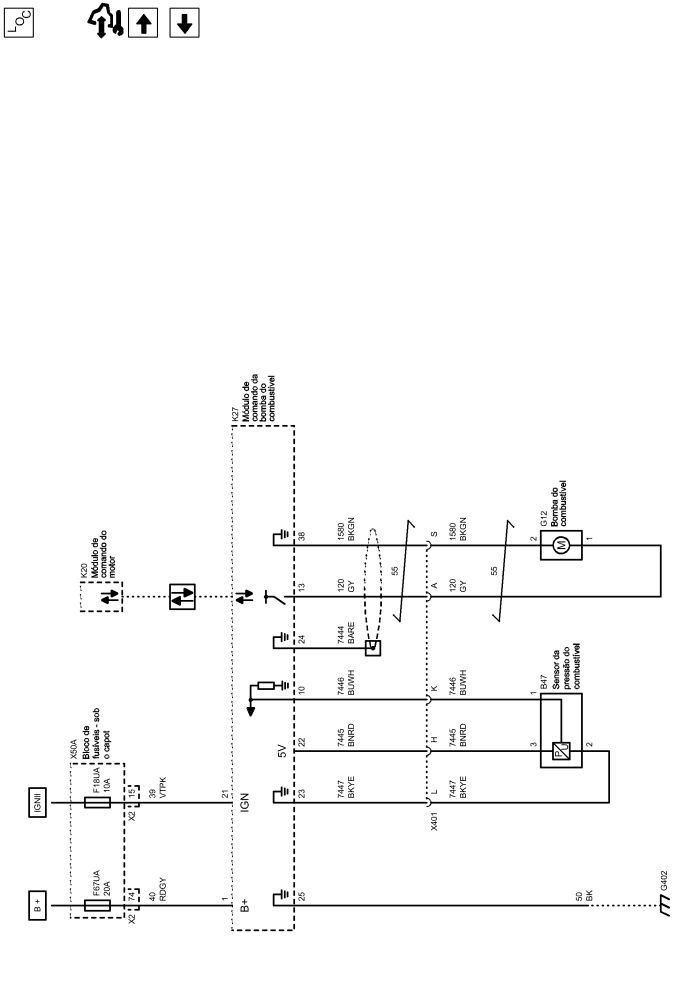 LOC
B +
IGNII
X50A
Bloco de
fusíveis - sob
o capot
K20
Módulo de
comando do
motor
F67UA
20A
F18UA
10A
X2
74
X2
15
40
RDGY
39
VTPK
1
21
K27
Módulo de
comando da
bomba do
combustível
B+
IGN
5V
25
23
22
10
24
13
38
7447
BKYE
7445
BNRD
7446
BUWH
7444
BARE
120
GY
1580
BKGN
55
X401
L
H
K
A
S
7447
BKYE
7445
BNRD
7446
BUWH
120
GY
1580
BKGN
55
B47
Sensor da
pressão do
combustível
G12
Bomba do
combustível
3
1
2
P
U
M
2
1
50
BK
G402